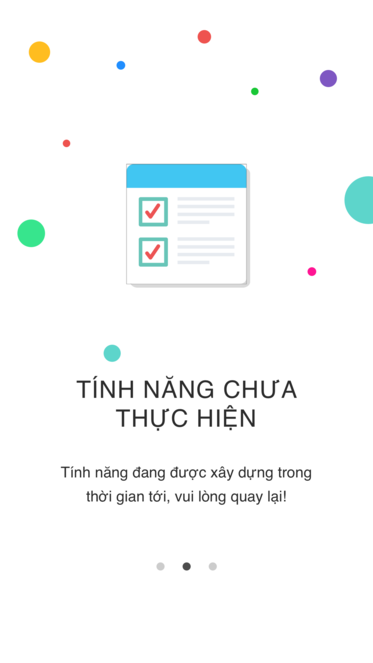 TÍNH NĂNG CHƯA
THỰC HIỆN
Tính năng đang được xây dựng trong
thời gian tới, vui lòng quay lại!